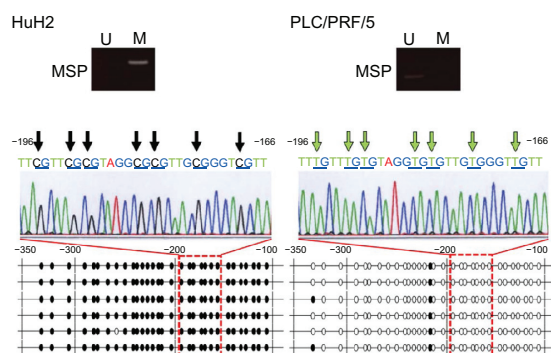 HuH2
U M
MSP
−196 −166
TTCGTTCGCGTAGGCGCGTTGCGGGTCGTT
−350 −300 −200 −100
PLC/PRF/5
U M
MSP
−196 −166
TTTGTTTGTGTAGGTGTGTTGTGGGTTGTT
−350 −300 −200 −100